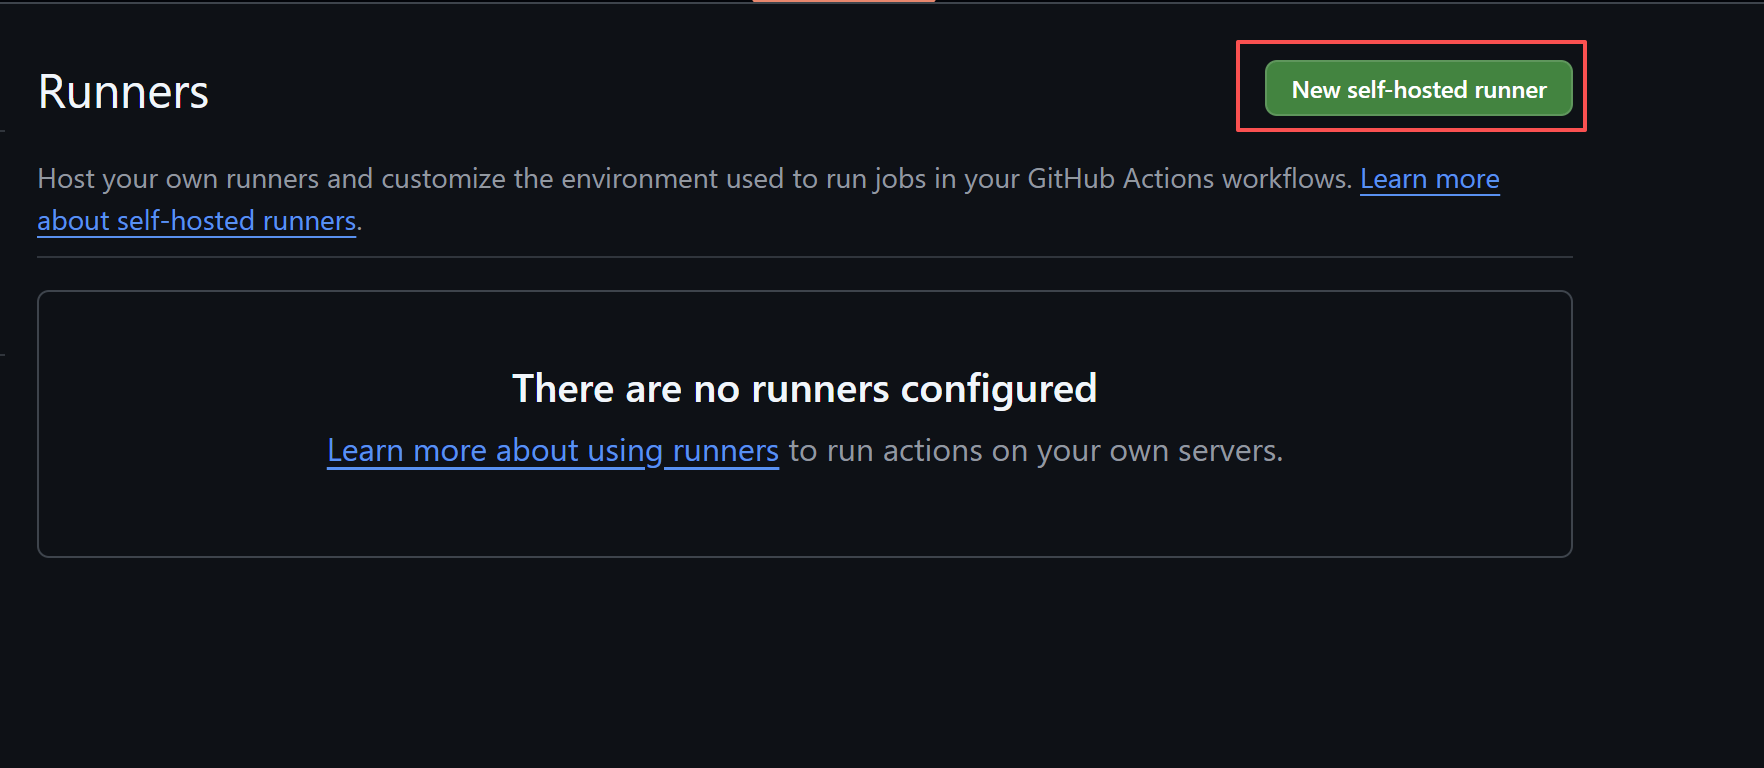 Runners
New self-hosted runner
Host your own runners and customize the environment used to run jobs in your GitHub Actions workflows. Learn more
about self-hosted runners.
There are no runners configured
Learn more about using runners to run actions on your own servers.